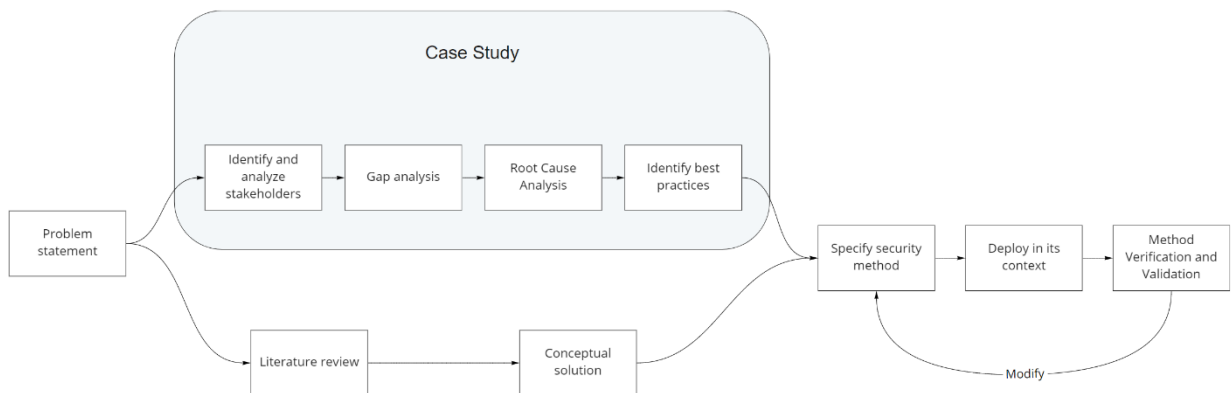 Case Study
Identify and
analyze
stakeholders
Gap analysis
Root Cause
Analysis
Identify best
practices
Problem
statement
Specify security
method
Deploy in its
context
Method
Verification and
Validation
Literature review
Conceptual
solution
Modify